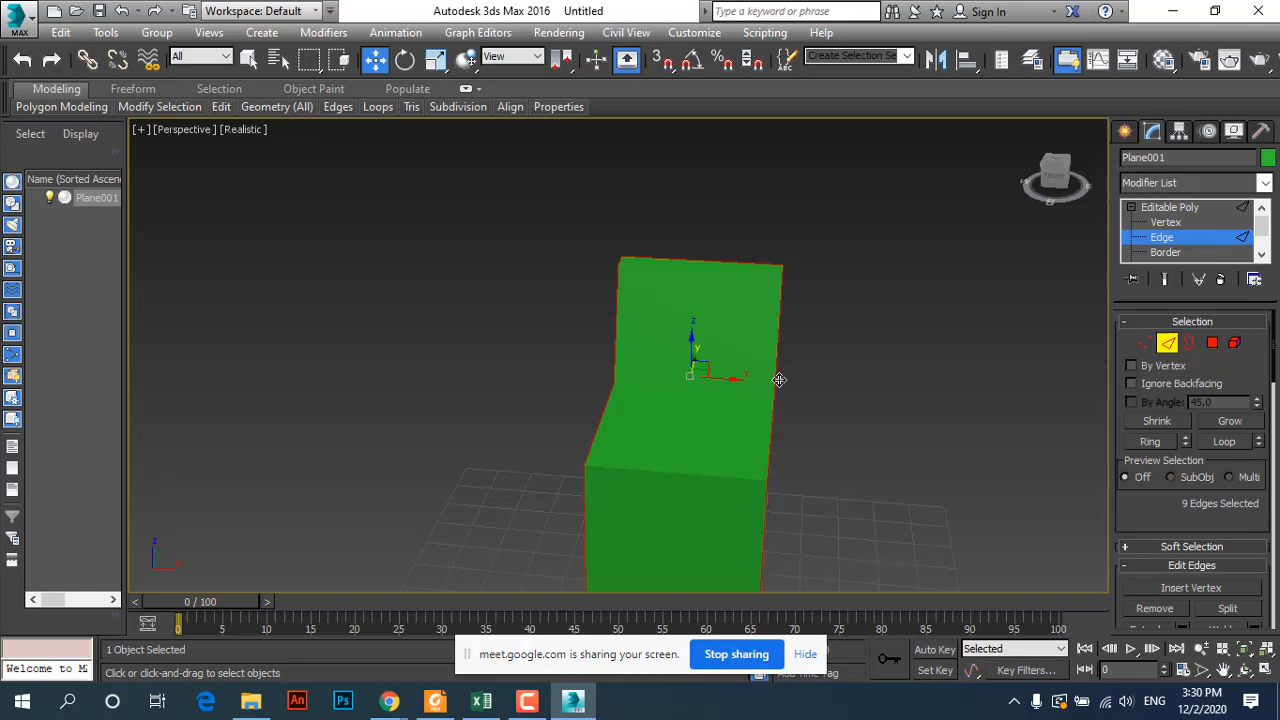 Workspace: Default
Autodesk 3ds Max 2016
Untitled
Type a keyword or phrase
Sign In
MAX
Edit
Tools
Group
Views
Create
Modifiers
Animation
Graph Editors
Rendering
Civil View
Customize
Scripting
Help
All
View
Create Selection Se
Modeling
Freeform
Selection
Object Paint
Populate
Polygon Modeling
Modify Selection
Edit
Geometry (All)
Edges
Loops
Tris
Subdivision
Align
Properties
Select
Display
[+] [Perspective] [Realistic]
Name (Sorted Ascen
Plane001
Plane001
Modifier List
Editable Poly
Vertex
Edge
Border
Selection
By Vertex
Ignore Backfacing
By Angle: 45.0
Shrink
Grow
Ring
Loop
Preview Selection
Off
SubObj
Multi
9 Edges Selected
Soft Selection
Edit Edges
Insert Vertex
Remove
Split
z
y
x
z
0 / 100
0
5
10
15
20
25
30
35
40
45
50
55
60
65
70
75
80
85
90
95
100
1 Object Selected
Welcome to M
Click or click-and-drag to select objects
meet.google.com is sharing your screen.
Stop sharing
Hide
Add Time Tag
Auto Key
Selected
Set Key
Key Filters...
0
An
Ps
MAX
ENG
3:30 PM
12/2/2020